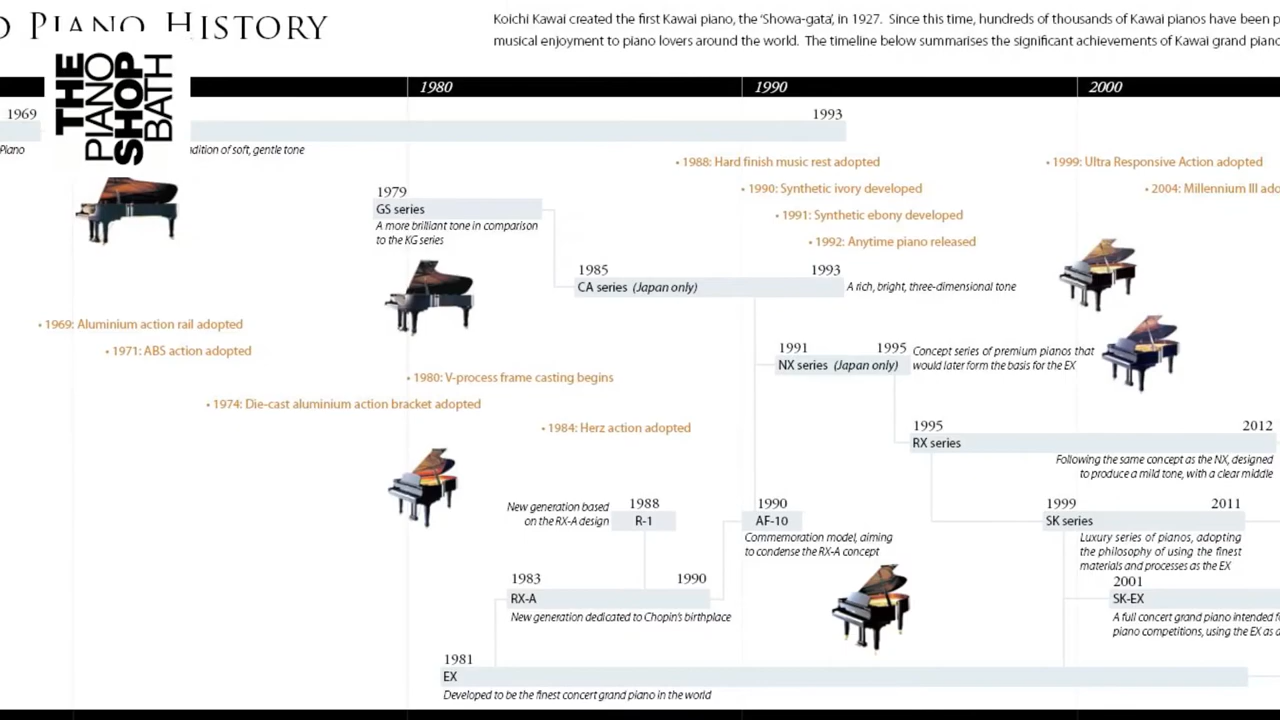 PIANO HISTORY
Koichi Kawai created the first Kawai piano, the ‘Showa-gata’, in 1927. Since this time, hundreds of thousands of Kawai pianos have been
musical enjoyment to piano lovers around the world. The timeline below summarises the significant achievements of Kawai grand
THE
PIANO
SHOP
BATH
1980
1990
2000
1969
1993
Piano
of soft, gentle tone
• 1988: Hard finish music rest adopted
• 1999: Ultra Responsive Action adopted
• 1990: Synthetic ivory developed
• 2004: Millennium III
1979
GS series
A more brilliant tone in comparison
to the KG series
• 1991: Synthetic ebony developed
• 1992: Anytime piano released
1985
1993
CA series (Japan only)
A rich, bright, three-dimensional tone
• 1969: Aluminium action rail adopted
• 1971: ABS action adopted
1991
1995
NX series (Japan only)
Concept series of premium pianos that
would later form the basis for the EX
• 1980: V-process frame casting begins
• 1974: Die-cast aluminium action bracket adopted
• 1984: Herz action adopted
1995
2012
RX series
Following the same concept as the NX, designed
to produce a mild tone, with a clear middle
New generation based
on the RX-A design
1988
R-1
1990
AF-10
Commemoration model, aiming
to condense the RX-A concept
1999
2011
SK series
Luxury series of pianos, adopting
the philosophy of using the finest
materials and processes as the EX
1983
1990
RX-A
New generation dedicated to Chopin's birthplace
2001
SK-EX
A full concert grand piano intended
piano competitions, using the EX as
1981
EX
Developed to be the finest concert grand piano in the world